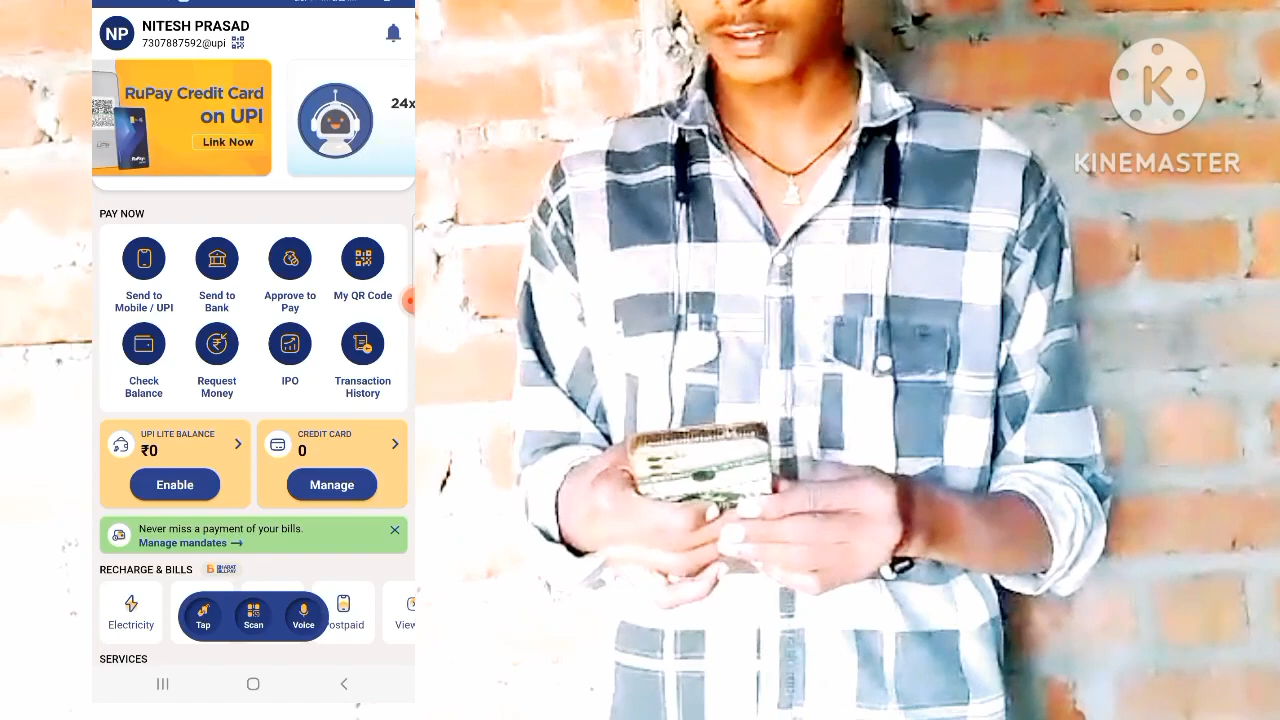 NP
NITESH PRASAD
7307887592@upi
RuPay Credit Card
on UPI
Link Now
24x
PAY NOW
Send to
Mobile / UPI
Send to
Bank
Approve to
Pay
My QR Code
Check
Balance
Request
Money
IPO
Transaction
History
UPI LITE BALANCE
₹0
Enable
CREDIT CARD
0
Manage
Never miss a payment of your bills.
Manage mandates →
RECHARGE & BILLS
BHARAT
BILLPAY
Electricity
Tap
Scan
Voice
ostpaid
View
SERVICES
K
KINEMASTER